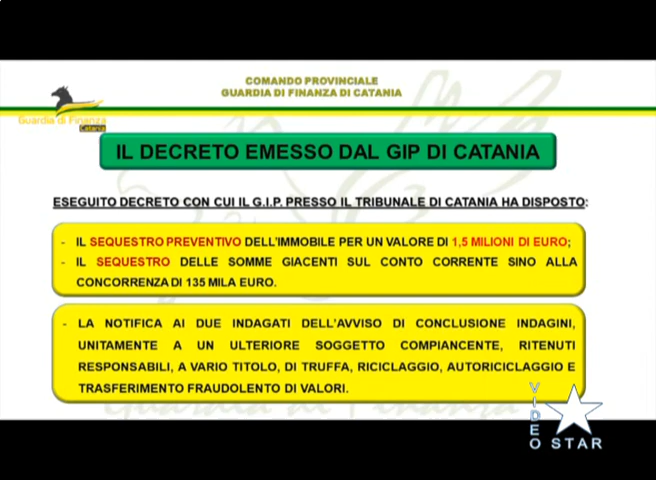 COMANDO PROVINCIALE
GUARDIA DI FINANZA DI CATANIA
Guardia di Finanza
Catania
IL DECRETO EMESSO DAL GIP DI CATANIA
ESEGUITO DECRETO CON CUI IL G.I.P. PRESSO IL TRIBUNALE DI CATANIA HA DISPOSTO:
- IL SEQUESTRO PREVENTIVO DELL'IMMOBILE PER UN VALORE DI 1,5 MILIONI DI EURO;
- IL SEQUESTRO DELLE SOMME GIACENTI SUL CONTO CORRENTE SINO ALLA
CONCORRENZA DI 135 MILA EURO.
- LA NOTIFICA AI DUE INDAGATI DELL'AVVISO DI CONCLUSIONE INDAGINI,
UNITAMENTE A UN ULTERIORE SOGGETTO COMPIANCENTE, RITENUTI
RESPONSABILI, A VARIO TITOLO, DI TRUFFA, RICICLAGGIO, AUTORICICLAGGIO E
TRASFERIMENTO FRAUDOLENTO DI VALORI.
Guardia di Finanza
VIDEO STAR